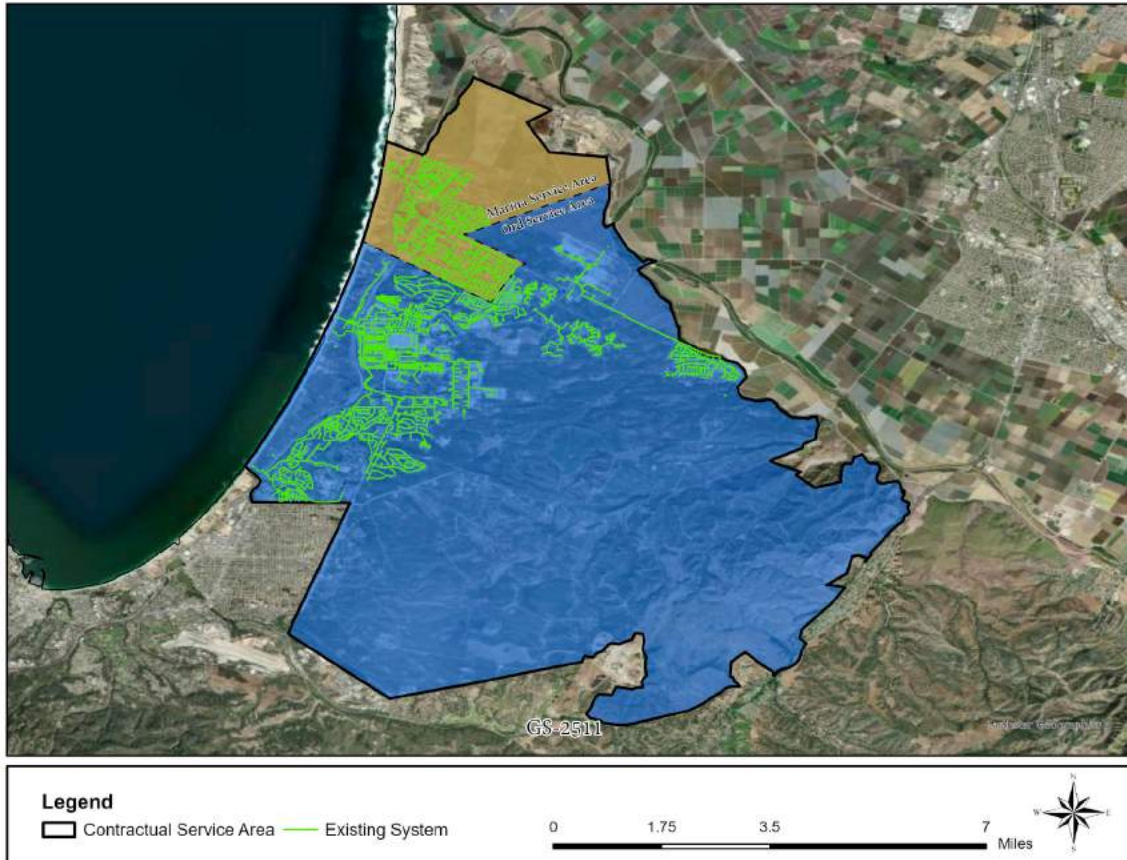 Marina Service Area
Ord Service Area
GS-2511
Legend
Contractual Service Area
Existing System
0 1.75 3.5 7
Miles
N
W E
S